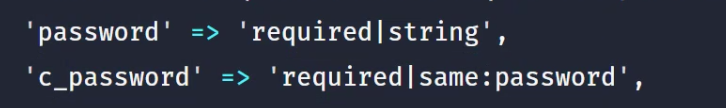 'password' => 'required|string',
'c_password' => 'required|same:password',